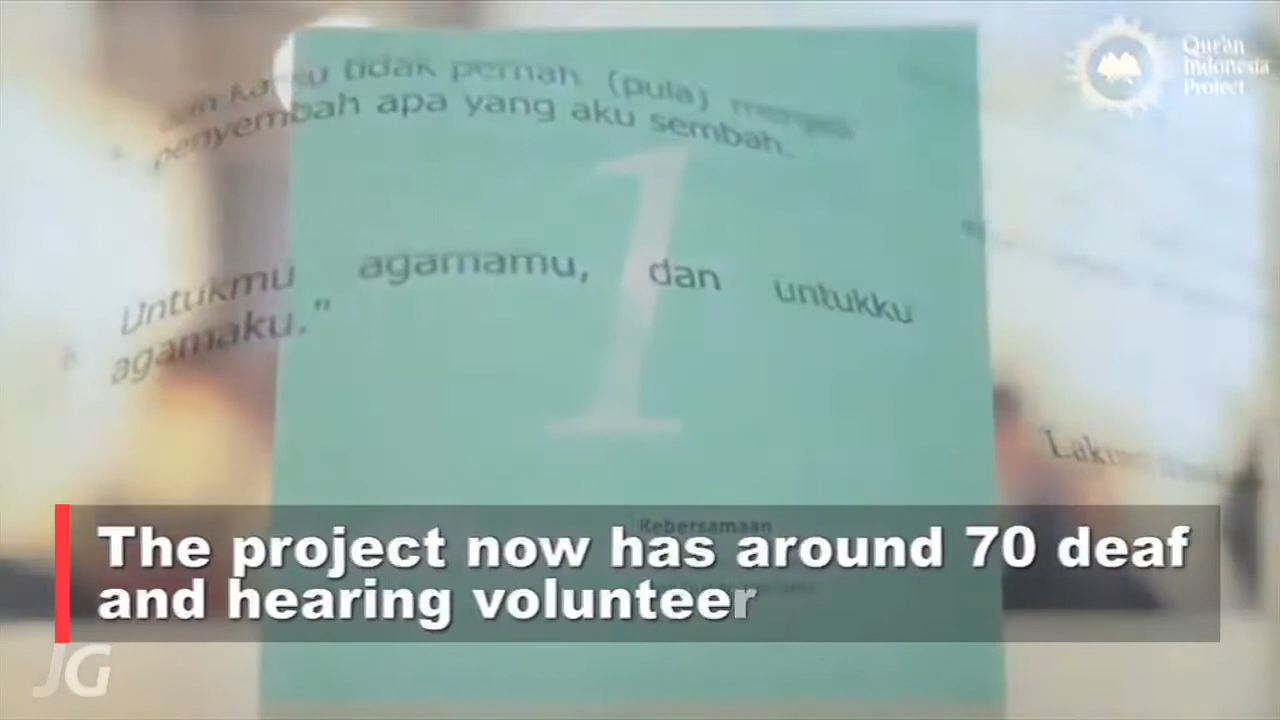 Qur'an
Indonesia
Project
tidak pernah (pula)
penyembah apa yang aku sembah.
1
Untukmu agamamu, dan untukku
agamaku."
Kebersamaan
The project now has around 70 deaf
and hearing volunteer
JG